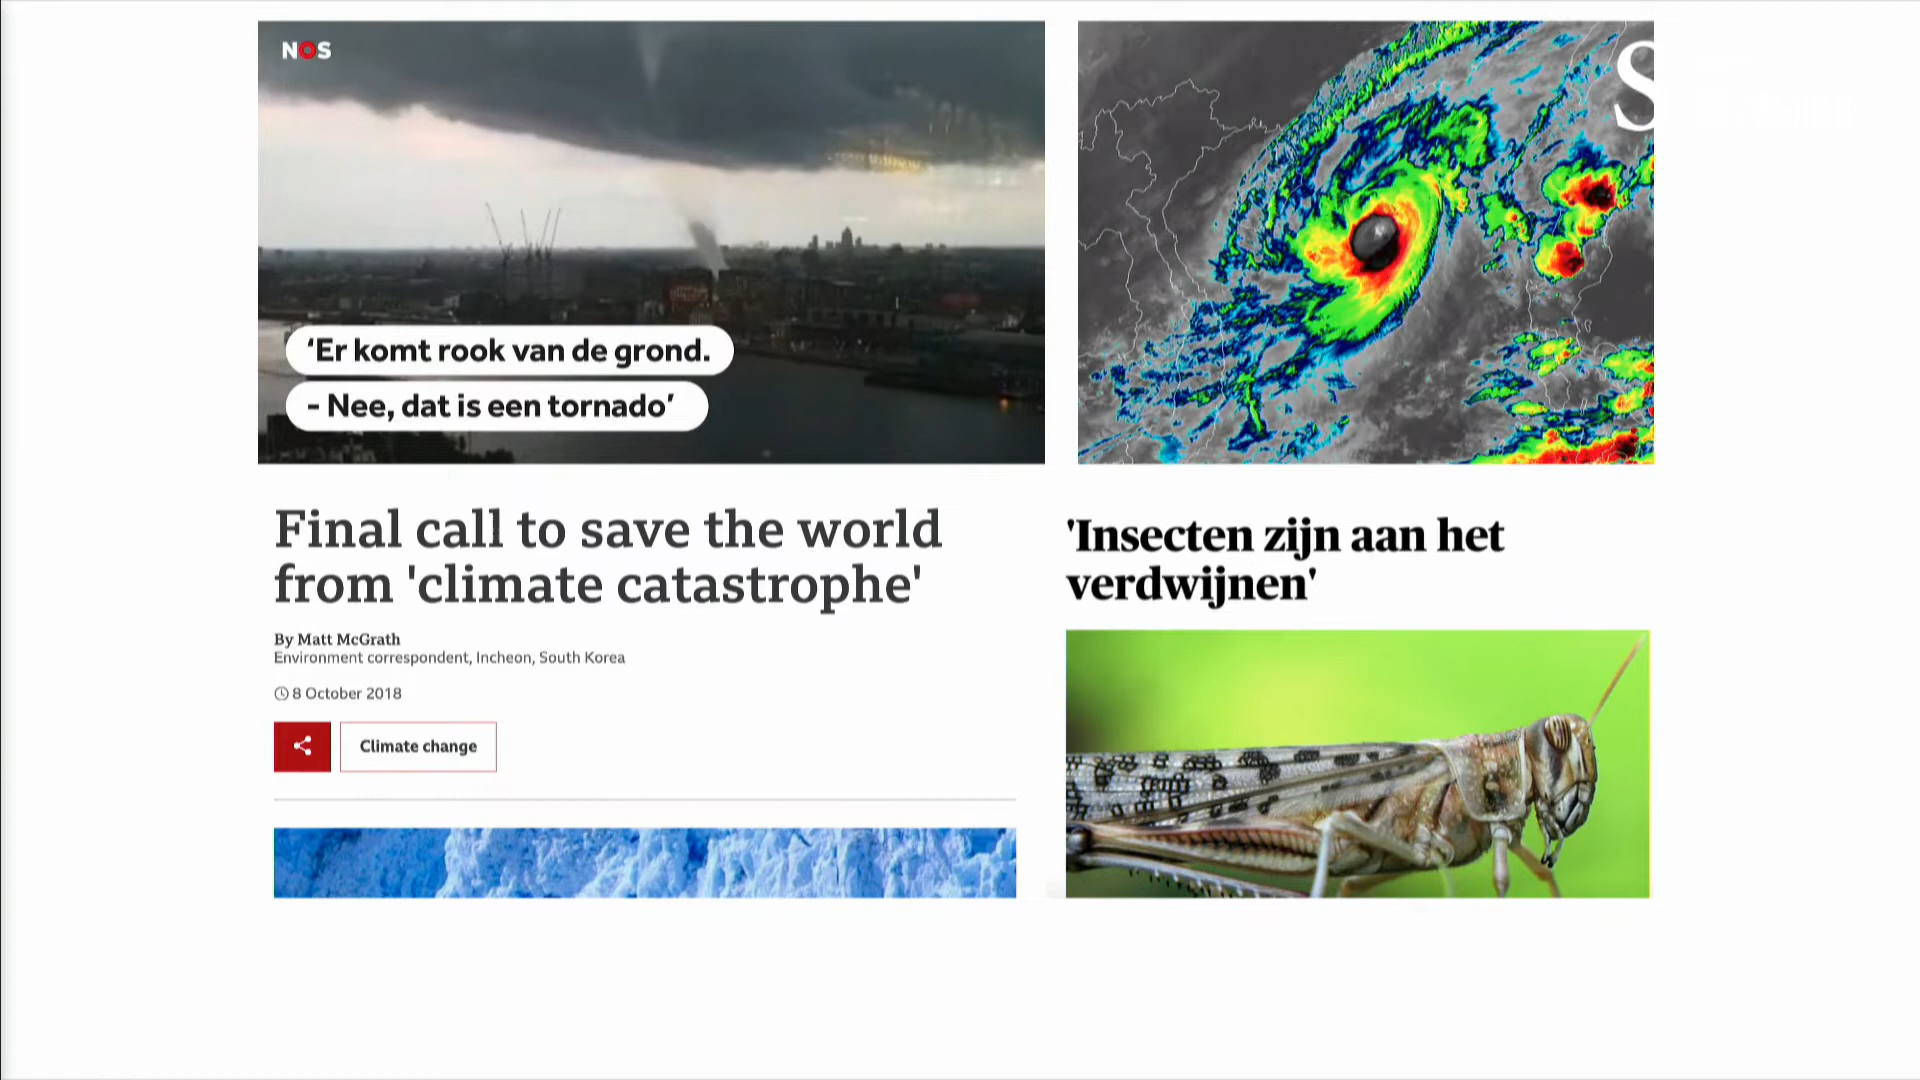 NOS
S
'Er komt rook van de grond.
- Nee, dat is een tornado'
Final call to save the world
from 'climate catastrophe'
By Matt McGrath
Environment correspondent, Incheon, South Korea
8 October 2018
Climate change
'Insecten zijn aan het
verdwijnen'